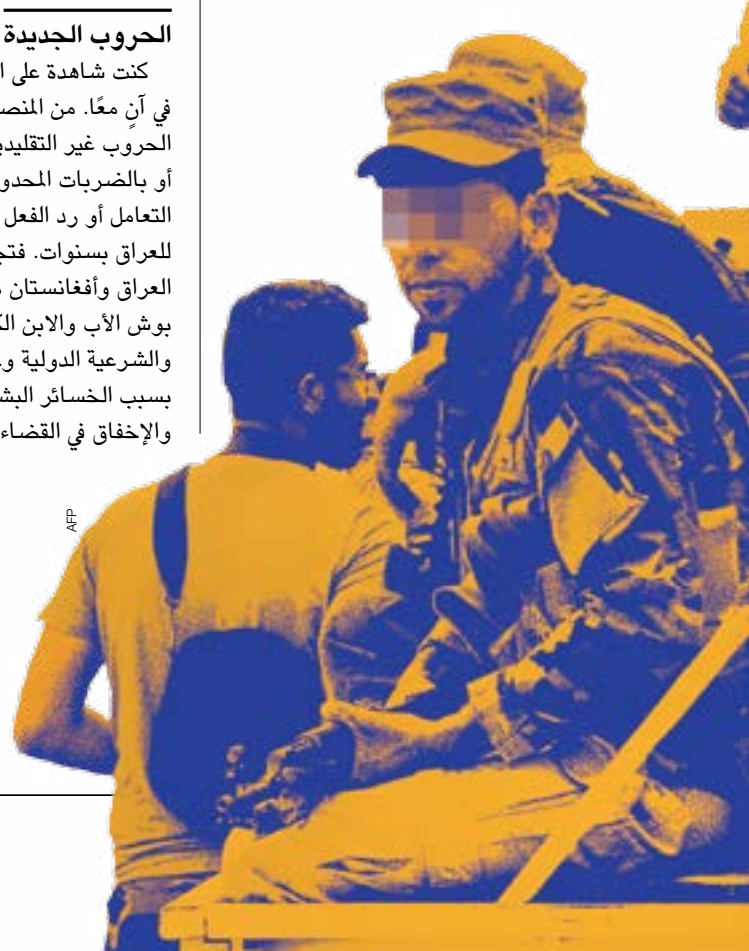 الحروب الجديدة
كنت شاهدة على ا
في آنٍ معًا. من المنص
الحروب غير التقليدي
أو بالضربات المحدو
التعامل أو رد الفعل
للعراق بسنوات. فتج
العراق وأفغانستان
بوش الأب والابن الك
والشرعية الدولية و
بسبب الخسائر البش
والإخفاق في القضاء
AFP